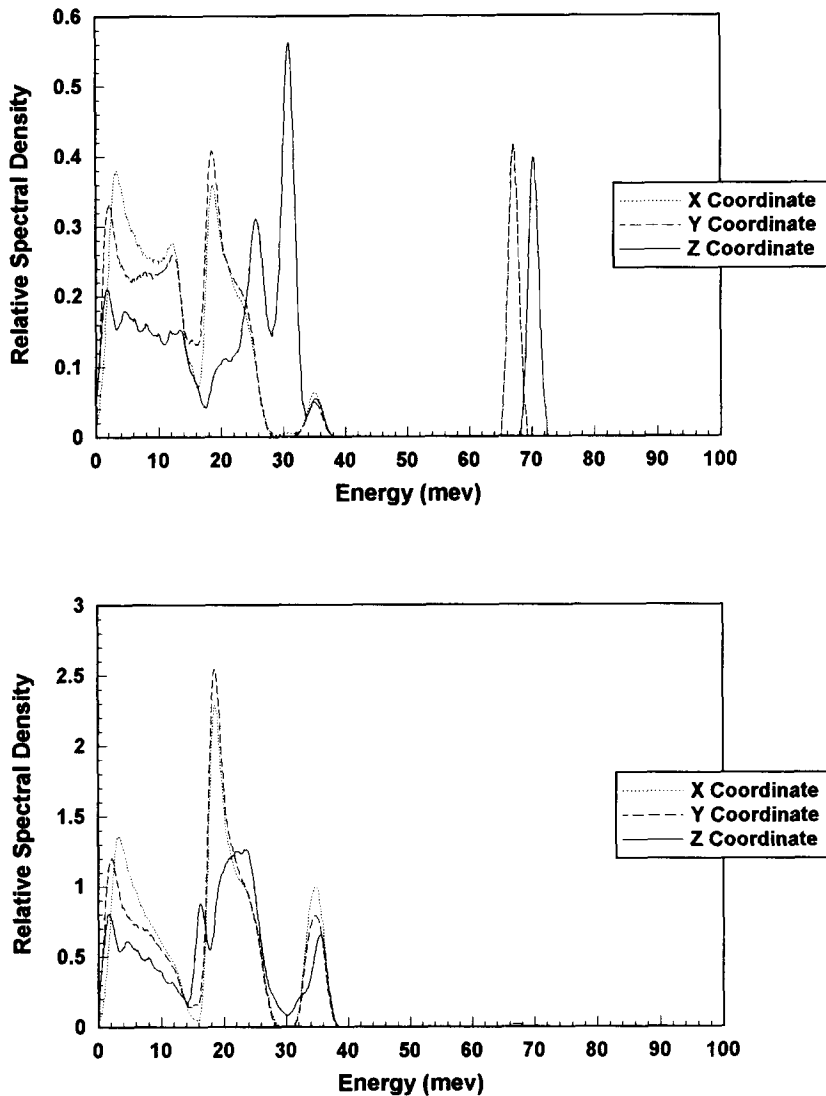 0.6
0.5
0.4
0.3
0.2
0.1
0
Relative Spectral Density
0 10 20 30 40 50 60 70 80 90 100
Energy (mev)
X Coordinate
Y Coordinate
Z Coordinate
3
2.5
2
1.5
1
0.5
0
Relative Spectral Density
0 10 20 30 40 50 60 70 80 90 100
Energy (mev)
X Coordinate
Y Coordinate
Z Coordinate